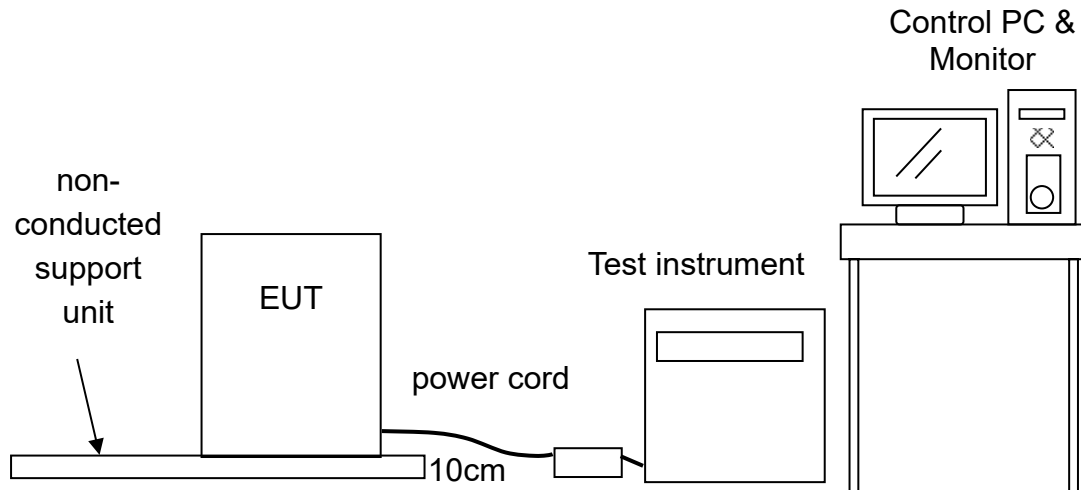 Control PC &
Monitor
non-
conducted
support
unit
EUT
Test instrument
power cord
10cm